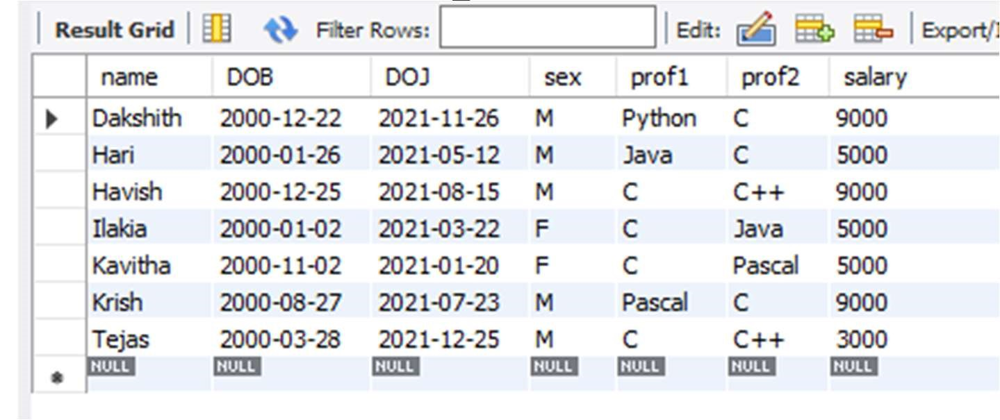 Result Grid Filter Rows: Edit: Export/I
name DOB DOJ sex prof1 prof2 salary
Dakshith 2000-12-22 2021-11-26 M Python C 9000
Hari 2000-01-26 2021-05-12 M Java C 5000
Havish 2000-12-25 2021-08-15 M C C++ 9000
Ilakia 2000-01-02 2021-03-22 F C Java 5000
Kavitha 2000-11-02 2021-01-20 F C Pascal 5000
Krish 2000-08-27 2021-07-23 M Pascal C 9000
Tejas 2000-03-28 2021-12-25 M C C++ 3000
NULL NULL NULL NULL NULL NULL NULL